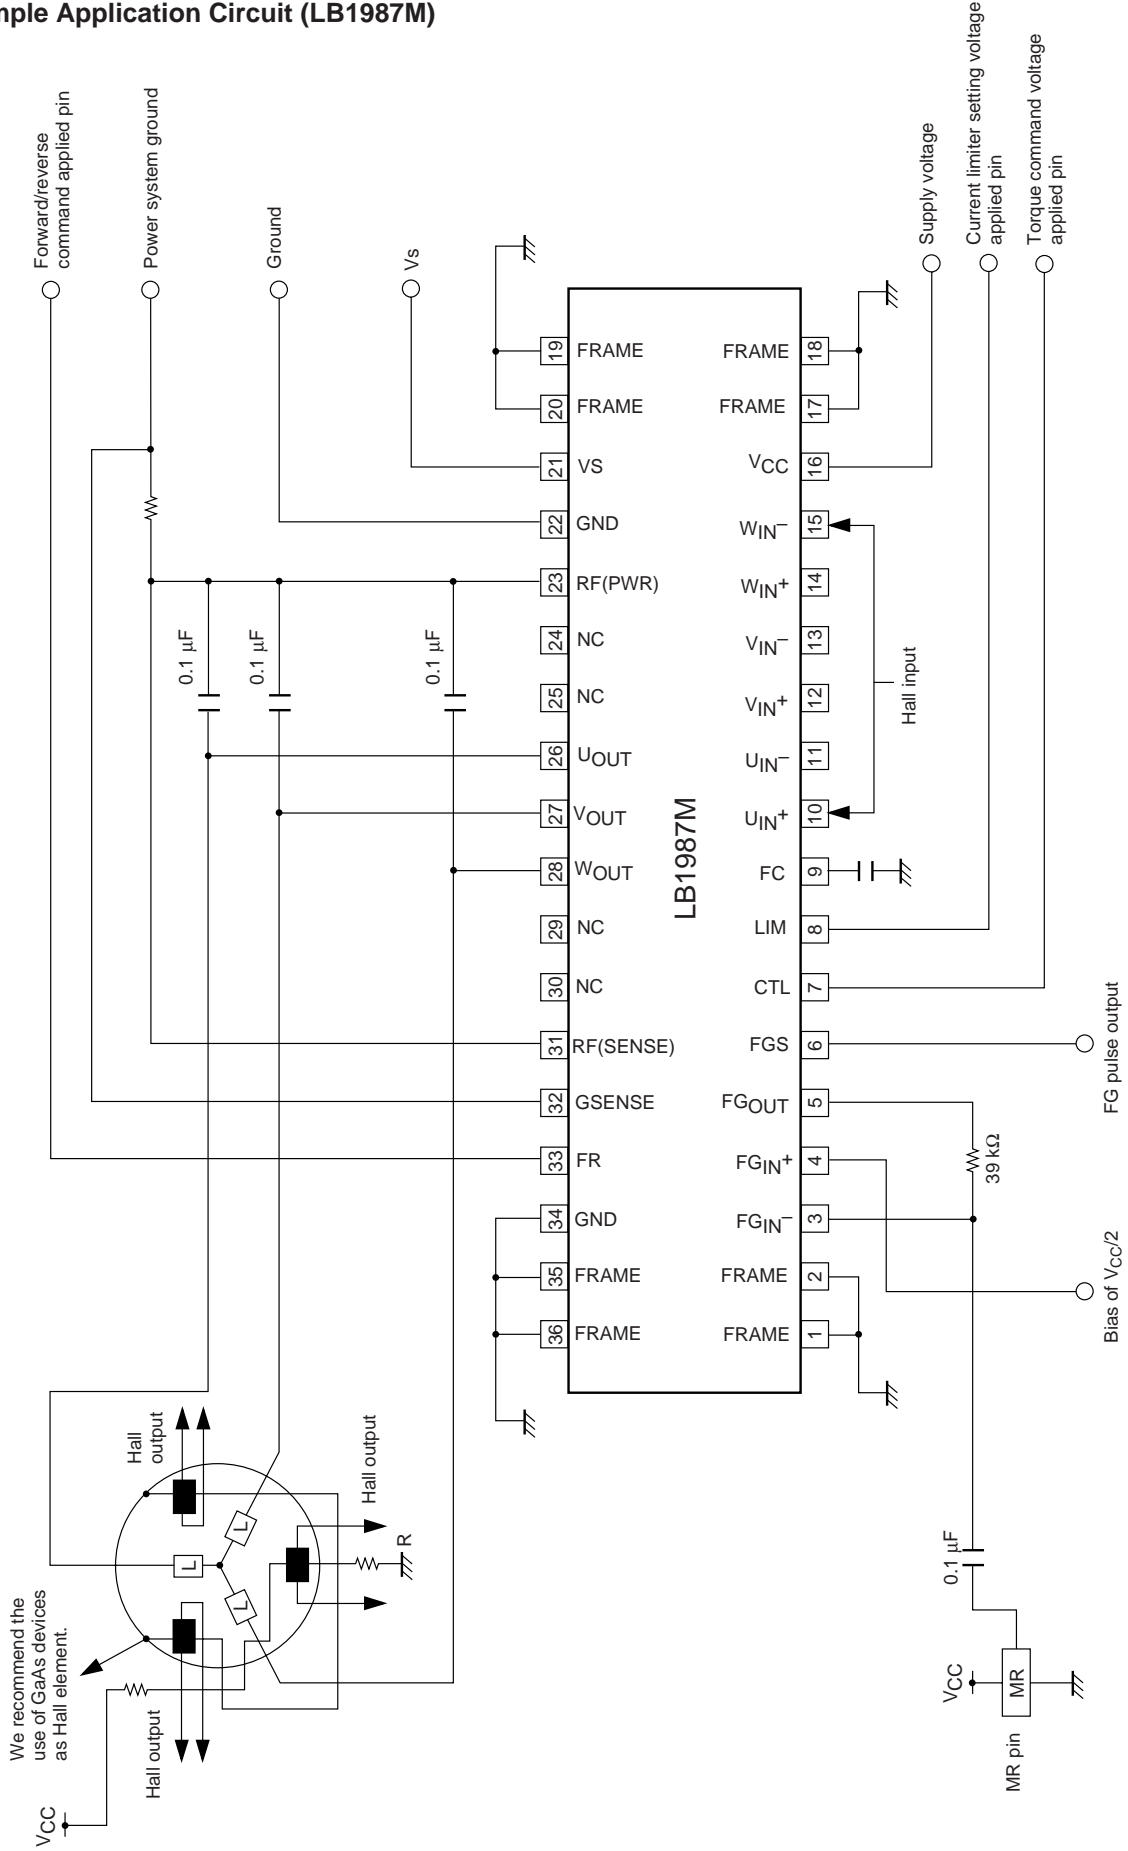 mple Application Circuit (LB1987M)
Forward/reverse
command applied pin
Power system ground
Ground
Vs
Supply voltage
Current limiter setting voltage
applied pin
Torque command voltage
applied pin
19 FRAME
20 FRAME
21 VS
22 GND
23 RF(PWR)
24 NC
25 NC
26 UOUT
27 VOUT
28 WOUT
29 NC
30 NC
31 RF(SENSE)
32 GSENSE
33 FR
34 GND
35 FRAME
36 FRAME
FRAME 18
FRAME 17
VCC 16
WIN− 15
WIN+ 14
VIN− 13
VIN+ 12
UIN− 11
UIN+ 10
FC 9
LIM 8
CTL 7
FGS 6
FGOUT 5
FGIN+ 4
FGIN− 3
FRAME 2
FRAME 1
LB1987M
0.1 µF
0.1 µF
0.1 µF
Hall input
FG pulse output
39 kΩ
Bias of VCC/2
0.1 µF
VCC
MR
MR pin
Hall
output
Hall output
R
L
L
L
We recommend the
use of GaAs devices
as Hall element.
Hall output
VCC